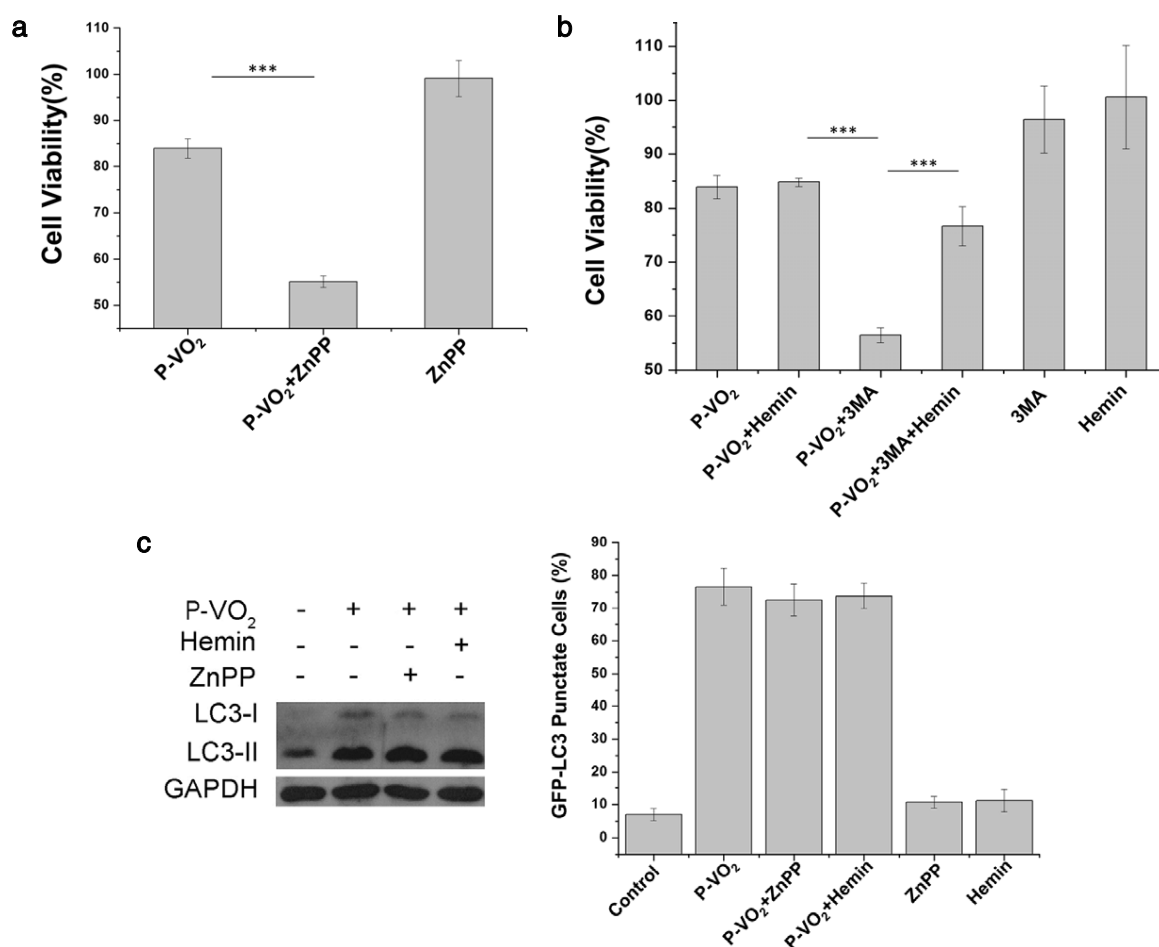 a
110
100
90
80
70
60
50
Cell Viability(%)
***
P-VO₂
P-VO₂+ZnPP
ZnPP
b
110
100
90
80
70
60
50
Cell Viability(%)
***
***
P-VO₂
P-VO₂+Hemin
P-VO₂+3MA
P-VO₂+3MA+Hemin
3MA
Hemin
c
P-VO₂ - + + +
Hemin - - - +
ZnPP - - + -
LC3-I
LC3-II
GAPDH
90
80
70
60
50
40
30
20
10
0
GFP-LC3 Punctate Cells (%)
Control
P-VO₂
P-VO₂+ZnPP
P-VO₂+Hemin
ZnPP
Hemin